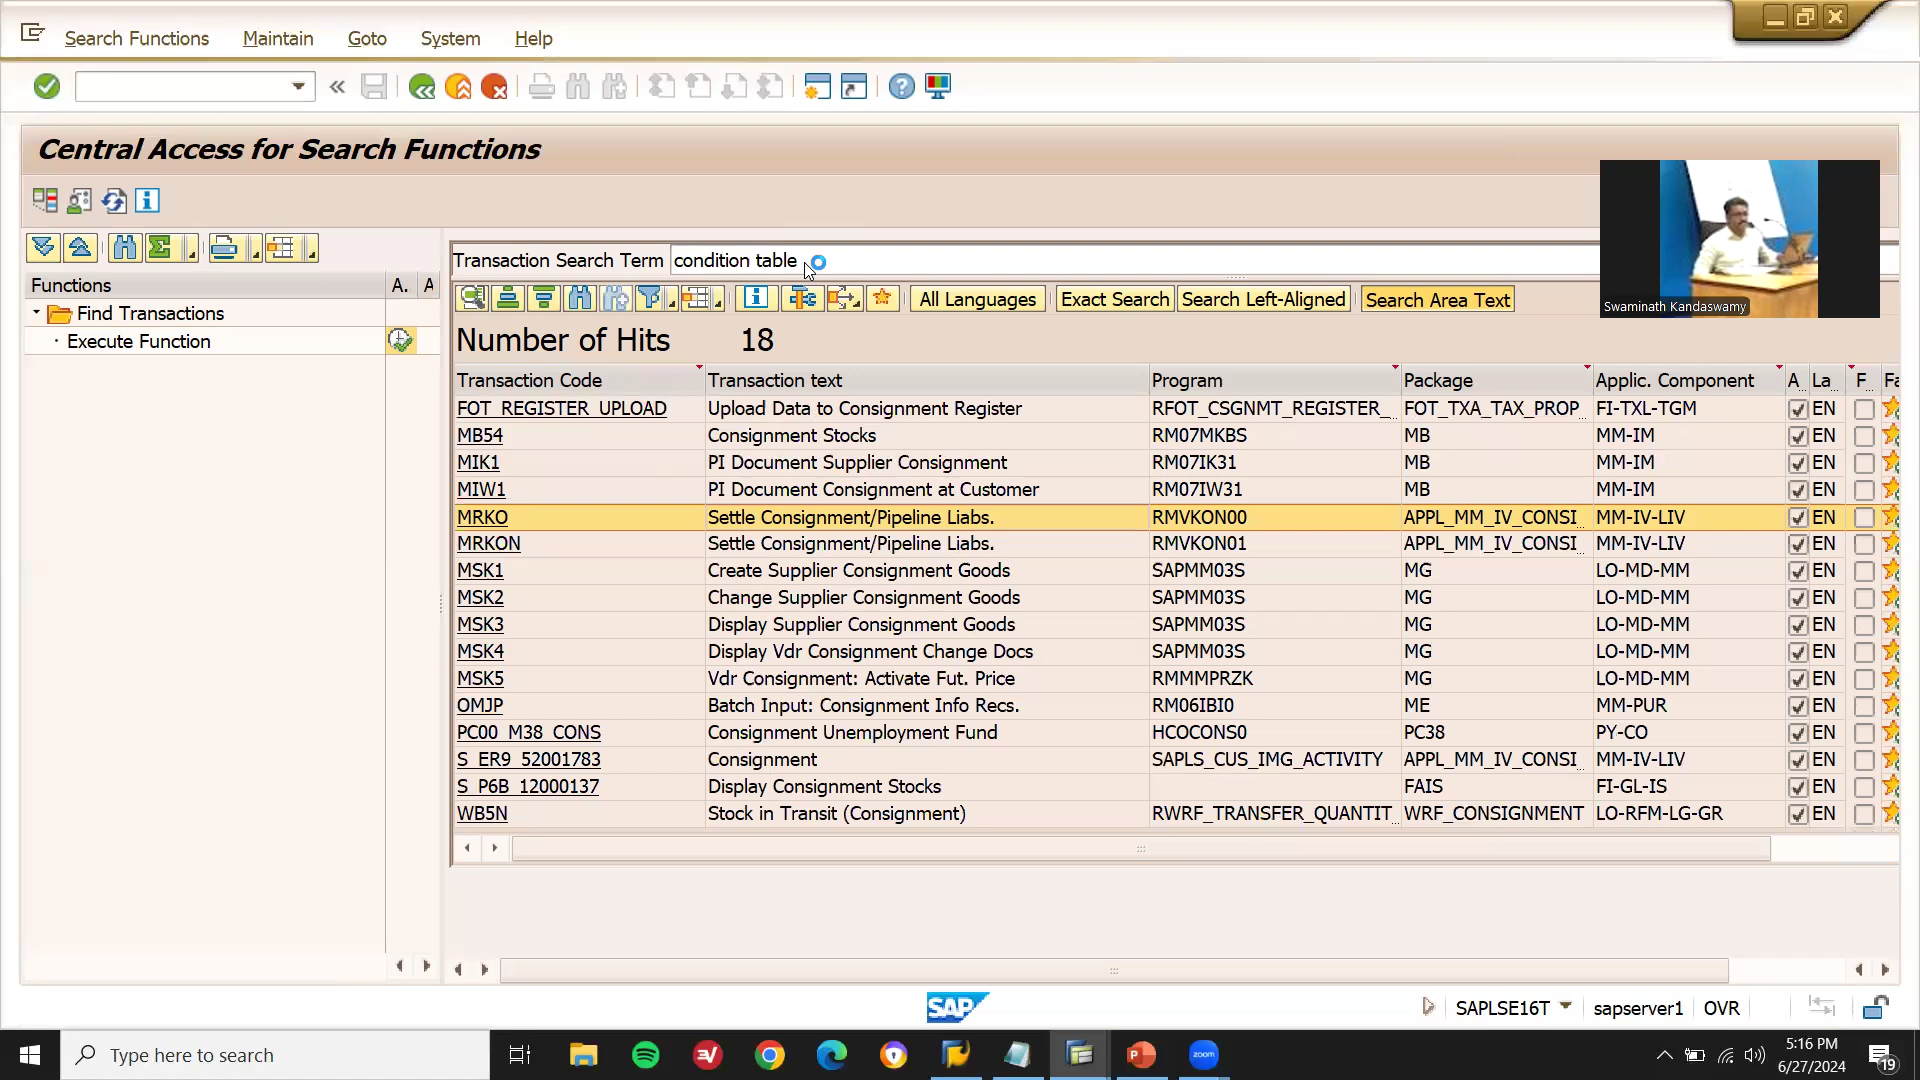 Search Functions Maintain Goto System Help
Central Access for Search Functions
Swaminath Kandaswamy
Functions A. A
Find Transactions
Execute Function
Transaction Search Term condition table
All Languages Exact Search Search Left-Aligned Search Area Text
Number of Hits 18
Transaction Code Transaction text Program Package Applic. Component A.. La... F... Fa
FOT_REGISTER_UPLOAD Upload Data to Consignment Register RFOT_CSGNMT_REGISTER_... FOT_TXA_TAX_PROP... FI-TXL-TGM EN
MB54 Consignment Stocks RM07MKBS MB MM-IM EN
MIK1 PI Document Supplier Consignment RM07IK31 MB MM-IM EN
MIW1 PI Document Consignment at Customer RM07IW31 MB MM-IM EN
MRKO Settle Consignment/Pipeline Liabs. RMVKON00 APPL_MM_IV_CONSI... MM-IV-LIV EN
MRKON Settle Consignment/Pipeline Liabs. RMVKON01 APPL_MM_IV_CONSI... MM-IV-LIV EN
MSK1 Create Supplier Consignment Goods SAPMM03S MG LO-MD-MM EN
MSK2 Change Supplier Consignment Goods SAPMM03S MG LO-MD-MM EN
MSK3 Display Supplier Consignment Goods SAPMM03S MG LO-MD-MM EN
MSK4 Display Vdr Consignment Change Docs SAPMM03S MG LO-MD-MM EN
MSK5 Vdr Consignment: Activate Fut. Price RMMMPRZK MG LO-MD-MM EN
OMJP Batch Input: Consignment Info Recs. RM06IBI0 ME MM-PUR EN
PC00_M38_CONS Consignment Unemployment Fund HCOCONS0 PC38 PY-CO EN
S_ER9_52001783 Consignment SAPLS_CUS_IMG_ACTIVITY APPL_MM_IV_CONSI... MM-IV-LIV EN
S_P6B_12000137 Display Consignment Stocks FAIS FI-GL-IS EN
WB5N Stock in Transit (Consignment) RWRF_TRANSFER_QUANTIT... WRF_CONSIGNMENT LO-RFM-LG-GR EN
SAP SAPLSE16T sapserver1 OVR
Type here to search
zoom
5:16 PM
6/27/2024
19